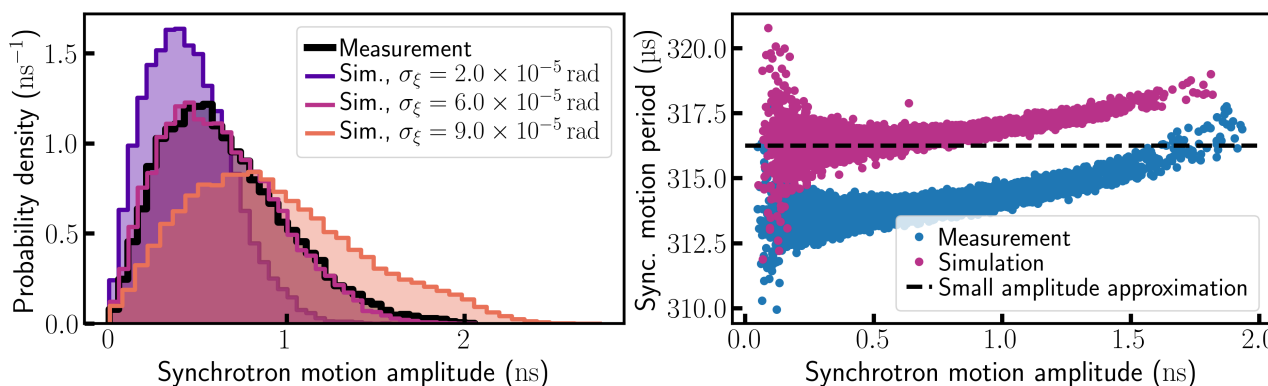 Probability density (ns⁻¹)
1.5
1.0
0.5
0.0
Measurement
Sim., σ_ξ = 2.0 × 10⁻⁵ rad
Sim., σ_ξ = 6.0 × 10⁻⁵ rad
Sim., σ_ξ = 9.0 × 10⁻⁵ rad
0 1 2
Synchrotron motion amplitude (ns)
Sync. motion period (µs)
320.0
317.5
315.0
312.5
310.0
Measurement
Simulation
Small amplitude approximation
0.0 0.5 1.0 1.5 2.0
Synchrotron motion amplitude (ns)